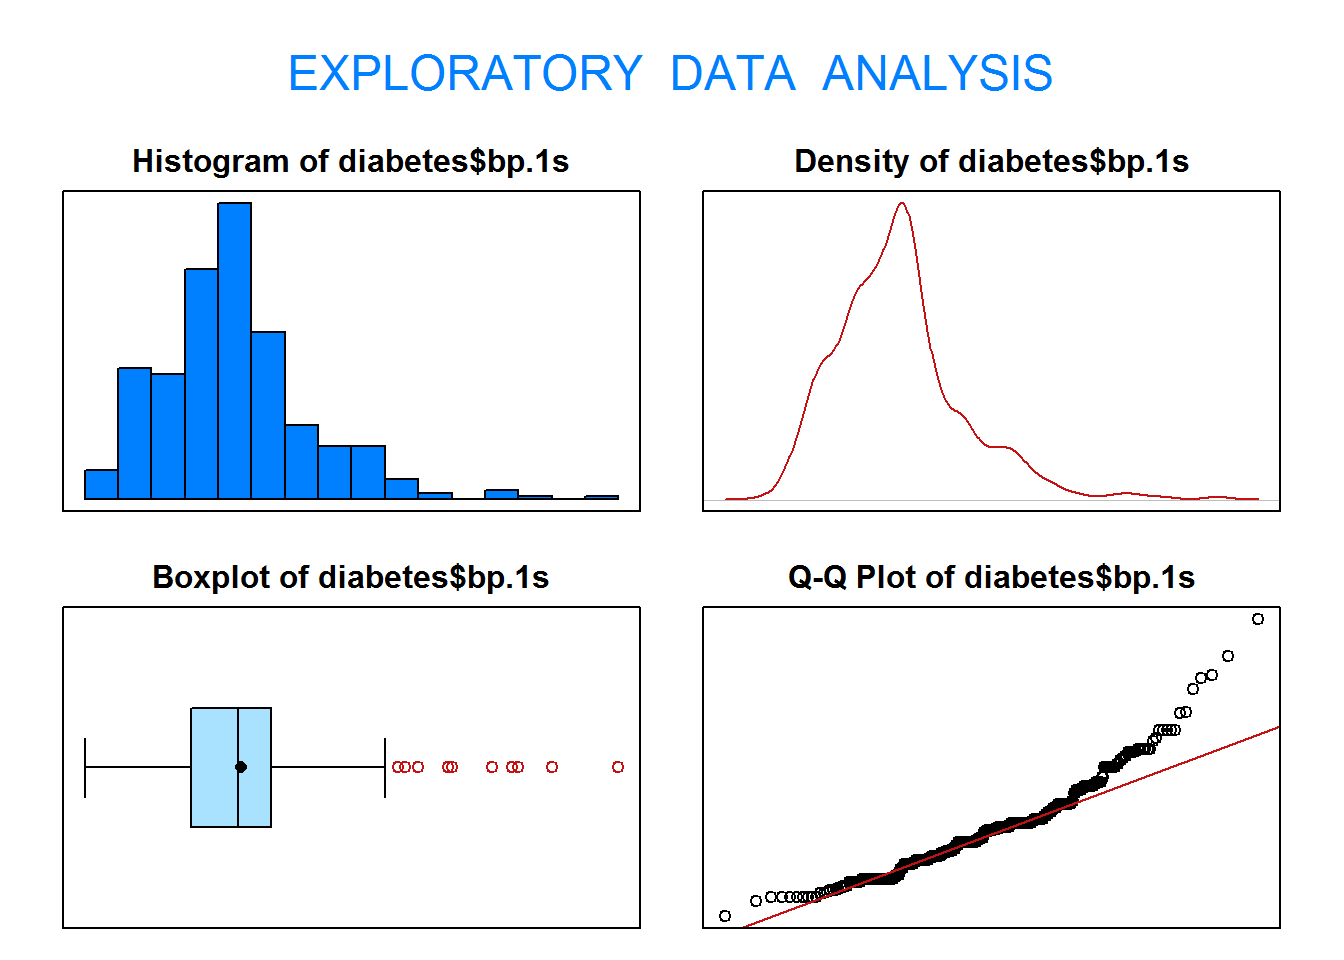 EXPLORATORY DATA ANALYSIS
Histogram of diabetes$bp.1s
Density of diabetes$bp.1s
Boxplot of diabetes$bp.1s
Q-Q Plot of diabetes$bp.1s